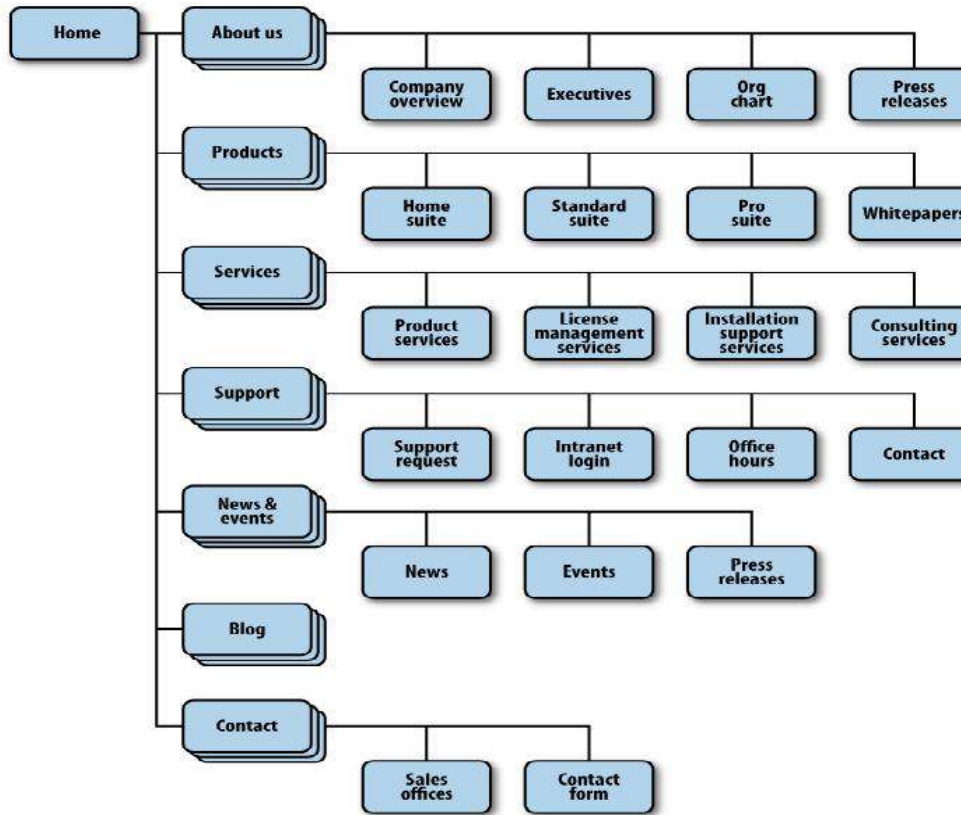 Home
About us
Company
overview
Executives
Org
chart
Press
releases
Products
Home
suite
Standard
suite
Pro
suite
Whitepapers
Services
Product
services
License
management
services
Installation
support
services
Consulting
services
Support
Support
request
Intranet
login
Office
hours
Contact
News &
events
News
Events
Press
releases
Blog
Contact
Sales
offices
Contact
form